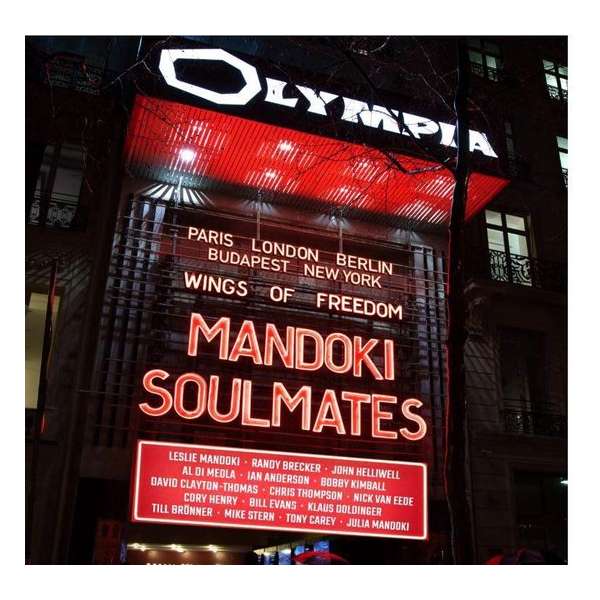 OLYMPIA
PARIS LONDON BERLIN
BUDAPEST NEW YORK
WINGS OF FREEDOM
MANDOKI
SOULMATES
LESLIE MANDOKI · RANDY BRECKER · JOHN HELLIWELL
AL DI MEOLA · IAN ANDERSON · BOBBY KIMBALL
DAVID CLAYTON-THOMAS · CHRIS THOMPSON · NICK VAN EEDE
CORY HENRY · BILL EVANS · KLAUS DOLDINGER
TILL BRÖNNER · MIKE STERN · TONY CAREY · JULIA MANDOKI